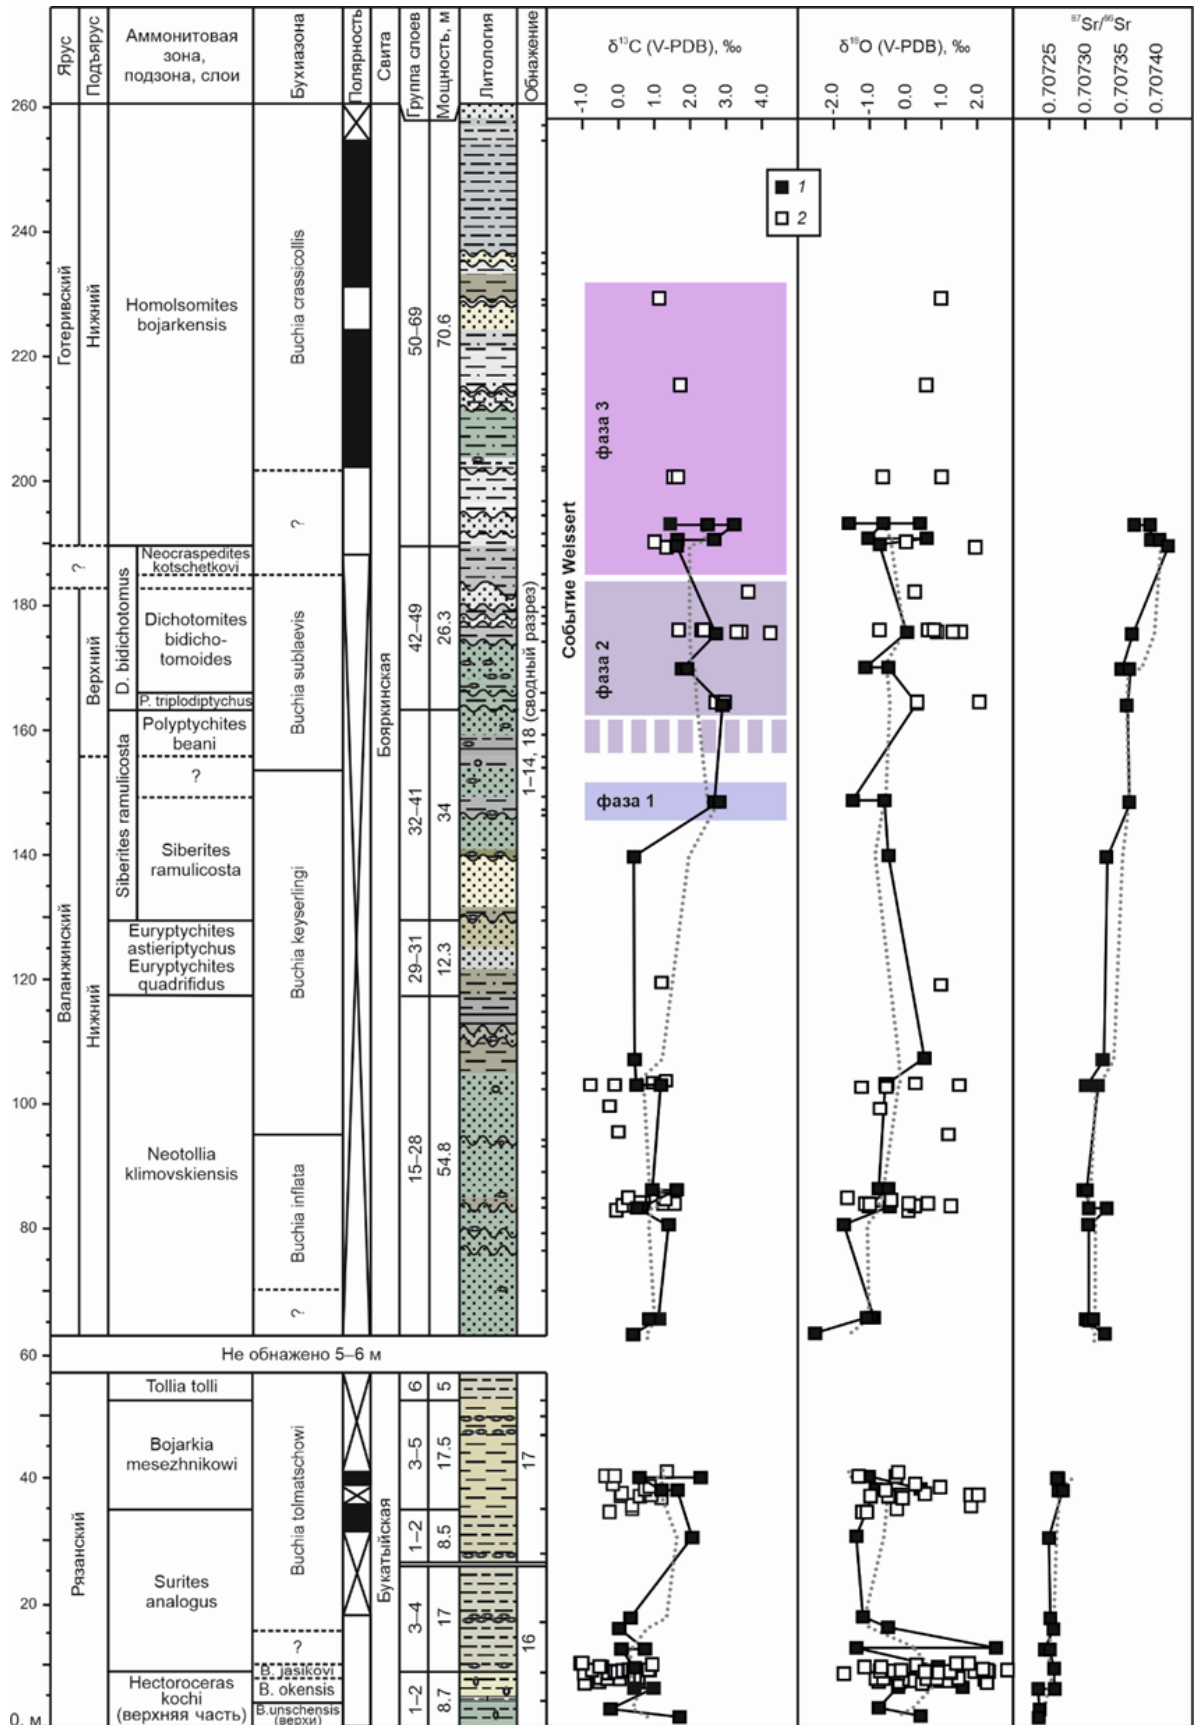 Ярус
Подъярус
Аммонитовая
зона,
подзона, слои
Бухиазона
Полярность
Свита
Группа слоев
Мощность, м
Литология
Обнажение
δ¹³C (V-PDB), ‰
-1.0 0.0 1.0 2.0 3.0 4.0
δ¹⁸O (V-PDB), ‰
-2.0 -1.0 0.0 1.0 2.0
⁸⁷Sr/⁸⁶Sr
0.70725 0.70730 0.70735 0.70740
1
2
260
240
220
200
180
160
140
120
100
80
60
40
20
0, м
Готеривский
Нижний
Homolsomites
bojarkensis
Buchia crassicollis
?
50–69
70.6
?
Neocraspedites
kotschetkovi
D. bidichotomus
Dichotomites
bidicho-
tomoides
P. triplodiptychus
Buchia sublaevis
42–49
26.3
Валанжинский
Верхний
Нижний
Siberites ramulicosta
Polyptychites
beani
?
Siberites
ramulicosta
32–41
34
Euryptychites
astieriptychus
Euryptychites
quadrifidus
29–31
12.3
Buchia keyserlingi
Neotollia
klimovskiensis
Buchia inflata
?
15–28
54.8
Бояркинская
1–14, 18 (сводный разрез)
Событие Weissert
фаза 3
фаза 2
фаза 1
Не обнажено 5–6 м
Рязанский
Tollia tolli
6
5
Bojarkia
mesezhnikowi
3–5
17.5
17
Buchia tolmatschowi
Surites
analogus
1–2
8.5
3–4
17
16
Букатыйская
?
B. jasikovi
Hectoroceras
kochi
(верхняя часть)
B. okensis
B.unschensis
(верхи)
1–2
8.7